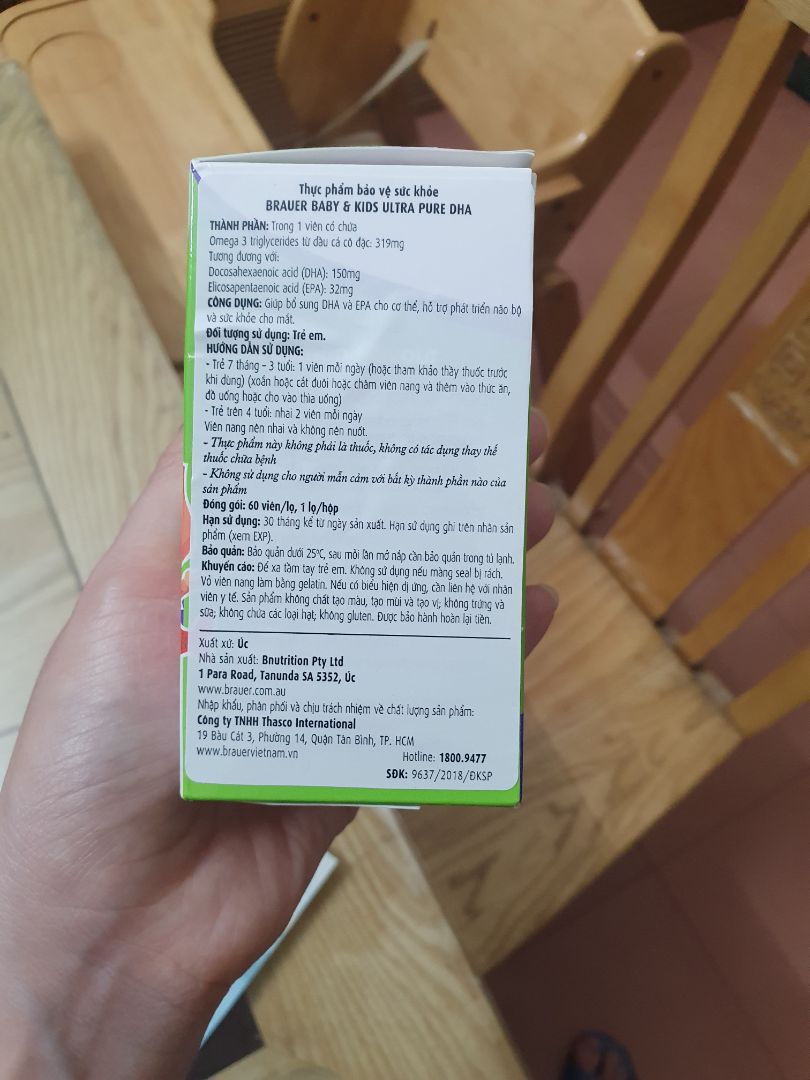 Thực phẩm bảo vệ sức khỏe
BRAUER BABY & KIDS ULTRA PURE DHA
THÀNH PHẦN: Trong 1 viên có chứa
Omega 3 triglycerides từ dầu cá cô đặc: 319mg
Tương đương với:
Docosahexaenoic acid (DHA): 150mg
Elicosapentaenoic acid (EPA): 32mg
CÔNG DỤNG: Giúp bổ sung DHA và EPA cho cơ thể, hỗ trợ phát triển não bộ
và sức khỏe cho mắt.
Đối tượng sử dụng: Trẻ em.
HƯỚNG DẪN SỬ DỤNG:
- Trẻ 7 tháng - 3 tuổi: 1 viên mỗi ngày (hoặc tham khảo thầy thuốc trước
khi dùng) (xoắn hoặc cắt đuôi hoặc châm viên nang và thêm vào thức ăn,
đồ uống hoặc cho vào thìa uống)
- Trẻ trên 4 tuổi: nhai 2 viên mỗi ngày
Viên nang nên nhai và không nên nuốt.
- Thực phẩm này không phải là thuốc, không có tác dụng thay thế
thuốc chữa bệnh
- Không sử dụng cho người mẫn cảm với bất kỳ thành phần nào của
sản phẩm
Đóng gói: 60 viên/lọ, 1 lọ/hộp
Hạn sử dụng: 30 tháng kể từ ngày sản xuất. Hạn sử dụng ghi trên nhãn sản
phẩm (xem EXP).
Bảo quản: Bảo quản dưới 25°C, sau mỗi lần mở nắp cần bảo quản trong tủ lạnh.
Khuyến cáo: Để xa tầm tay trẻ em. Không sử dụng nếu màng seal bị rách.
Vỏ viên nang làm bằng gelatin. Nếu có biểu hiện dị ứng, cần liên hệ với nhân
viên y tế. Sản phẩm không chất tạo màu, tạo mùi và tạo vị; không trứng và
sữa; không chứa các loại hạt; không gluten. Được bảo hành hoàn lại tiền.
Xuất xứ: Úc
Nhà sản xuất: Bnutrition Pty Ltd
1 Para Road, Tanunda SA 5352, Úc
www.brauer.com.au
Nhập khẩu, phân phối và chịu trách nhiệm về chất lượng sản phẩm:
Công ty TNHH Thasco International
19 Bàu Cát 3, Phường 14, Quận Tân Bình, TP. HCM
www.brauervietnam.vn Hotline: 1800.9477
SĐK: 9637/2018/ĐKSP